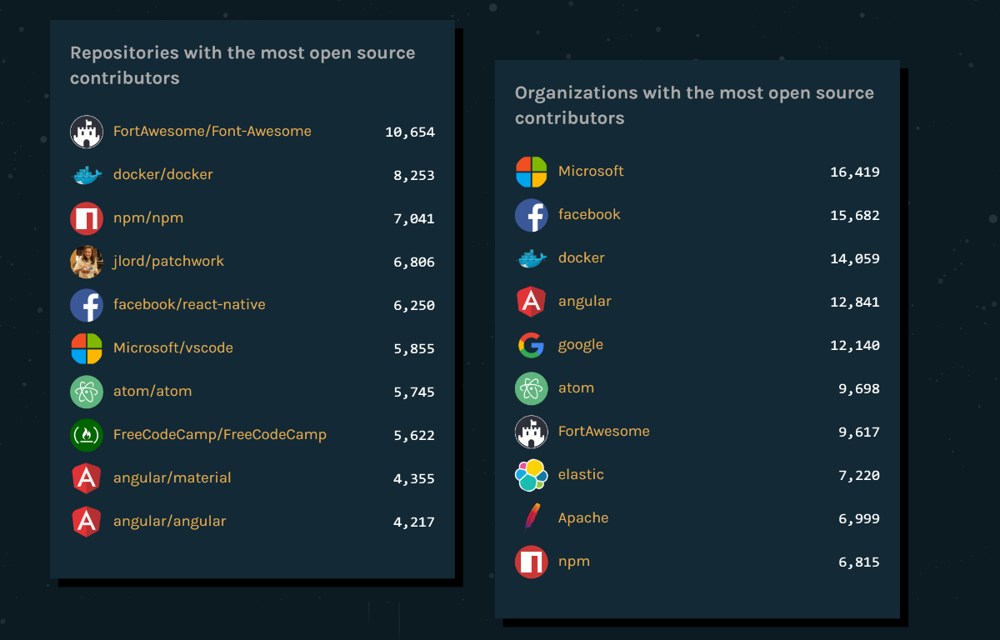 Repositories with the most open source
contributors
FortAwesome/Font-Awesome 10,654
docker/docker 8,253
npm/npm 7,041
jlord/patchwork 6,806
facebook/react-native 6,250
Microsoft/vscode 5,855
atom/atom 5,745
FreeCodeCamp/FreeCodeCamp 5,622
angular/material 4,355
angular/angular 4,217
Organizations with the most open source
contributors
Microsoft 16,419
facebook 15,682
docker 14,059
angular 12,841
google 12,140
atom 9,698
FortAwesome 9,617
elastic 7,220
Apache 6,999
npm 6,815